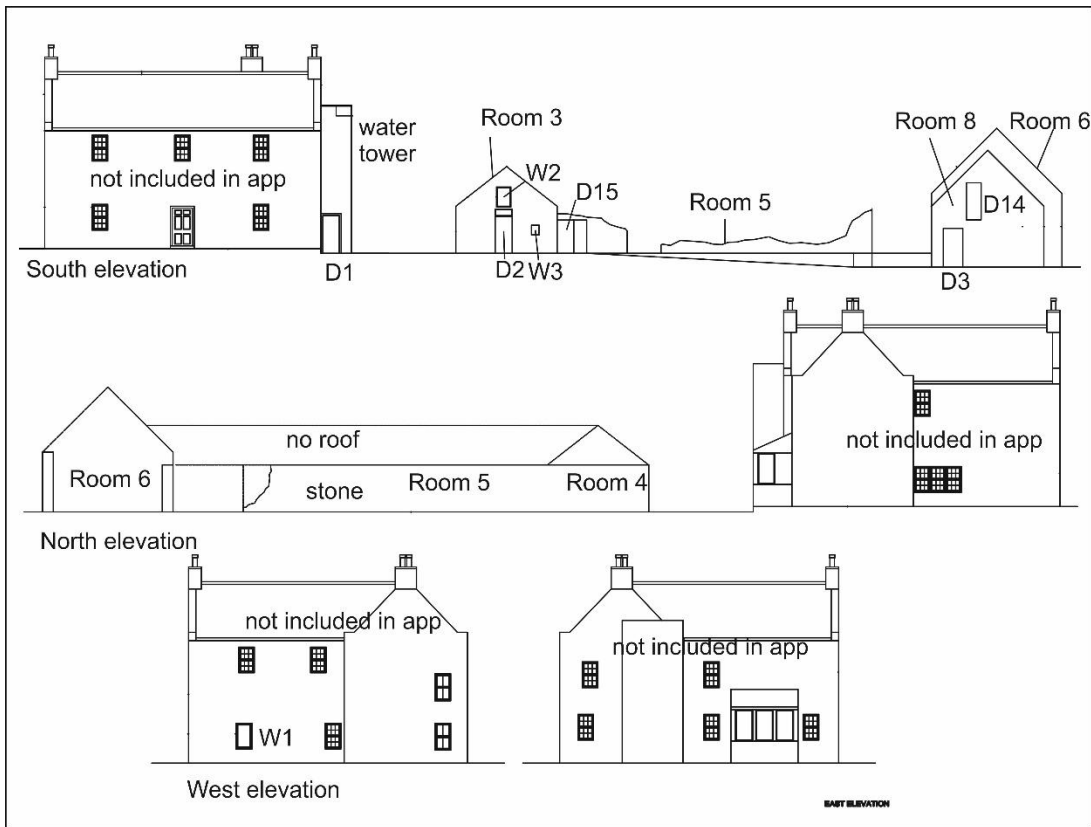 water
tower
Room 3
W2
D15
Room 5
Room 8
Room 6
not included in app
D14
South elevation
D1
D2
W3
D3
no roof
Room 6
stone
Room 5
Room 4
not included in app
North elevation
not included in app
not included in app
W1
West elevation
EAST ELEVATION